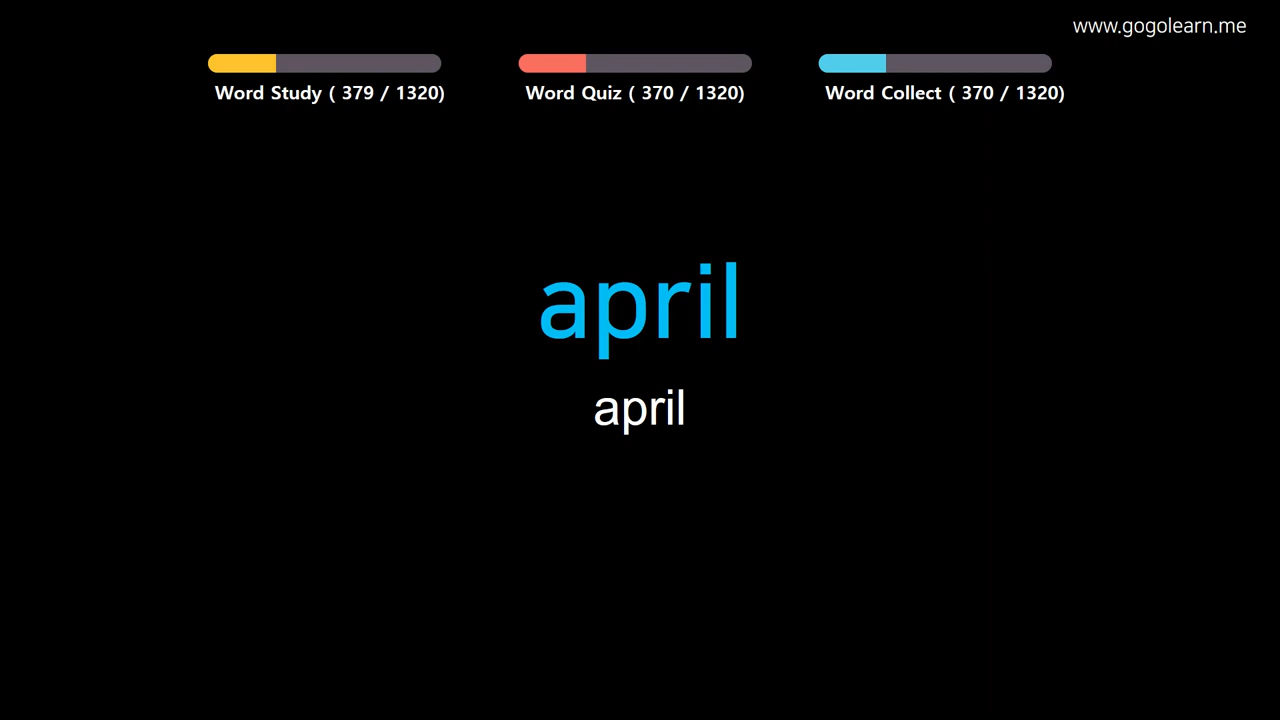 www.gogolearn.me
Word Study ( 379 / 1320)
Word Quiz ( 370 / 1320)
Word Collect ( 370 / 1320)
april
april